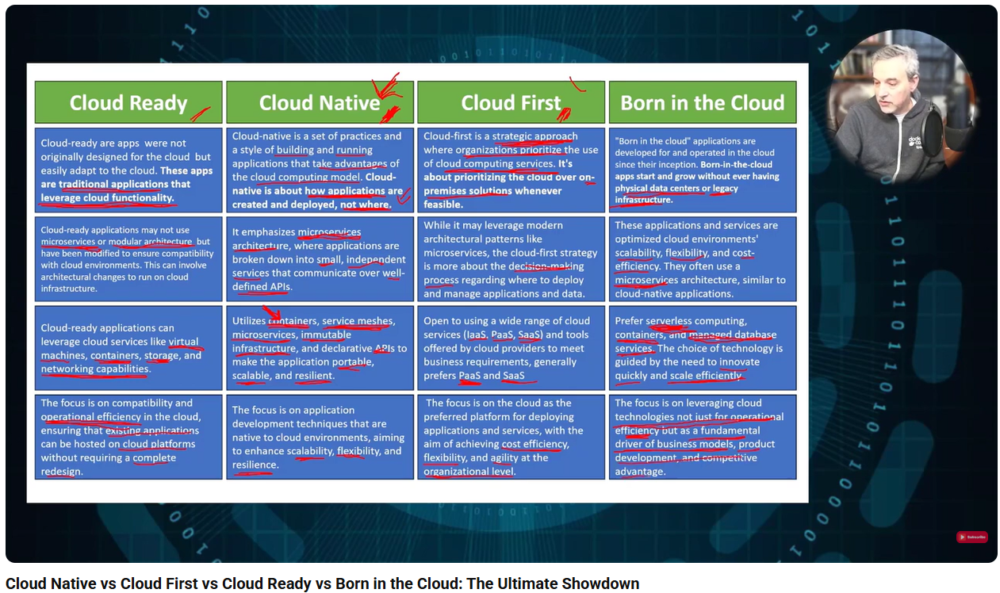 Cloud Ready
Cloud Native
Cloud First
Born in the Cloud
Cloud-ready are apps were not
originally designed for the cloud but
easily adapt to the cloud. These apps
are traditional applications that
leverage cloud functionality.
Cloud-native is a set of practices and
a style of building and running
applications that take advantages of
the cloud computing model. Cloud-
native is about how applications are
created and deployed, not where.
Cloud-first is a strategic approach
where organizations prioritize the use
of cloud computing services. It's
about prioritizing the cloud over on-
premises solutions whenever
feasible.
"Born in the cloud" applications are
developed for and operated in the cloud
since their inception. Born-in-the-cloud
apps start and grow without ever having
physical data centers or legacy
infrastructure.
Cloud-ready applications may not use
microservices or modular architecture but
have been modified to ensure compatibility
with cloud environments. This can involve
architectural changes to run on cloud
infrastructure.
It emphasizes microservices
architecture, where applications are
broken down into small, independent
services that communicate over well-
defined APIs.
While it may leverage modern
architectural patterns like
microservices, the cloud-first strategy
is more about the decision-making
process regarding where to deploy
and manage applications and data.
These applications and services are
optimized cloud environments'
scalability, flexibility, and cost-
efficiency. They often use a
microservices architecture, similar to
cloud-native applications.
Cloud-ready applications can
leverage cloud services like virtual
machines, containers, storage, and
networking capabilities.
Utilizes containers, service meshes,
microservices, immutable
infrastructure, and declarative APIs to
make the application portable,
scalable, and resilient.
Open to using a wide range of cloud
services (IaaS, PaaS, SaaS) and tools
offered by cloud providers to meet
business requirements, generally
prefers PaaS and SaaS
Prefer serverless computing,
containers, and managed database
services. The choice of technology is
guided by the need to innovate
quickly and scale efficiently.
The focus is on compatibility and
operational efficiency in the cloud,
ensuring that existing applications
can be hosted on cloud platforms
without requiring a complete
redesign.
The focus is on application
development techniques that are
native to cloud environments, aiming
to enhance scalability, flexibility, and
resilience.
The focus is on the cloud as the
preferred platform for deploying
applications and services, with the
aim of achieving cost efficiency,
flexibility, and agility at the
organizational level.
The focus is on leveraging cloud
technologies not just for operational
efficiency but as a fundamental
driver of business models, product
development, and competitive
advantage.
Subscribe
Cloud Native vs Cloud First vs Cloud Ready vs Born in the Cloud: The Ultimate Showdown